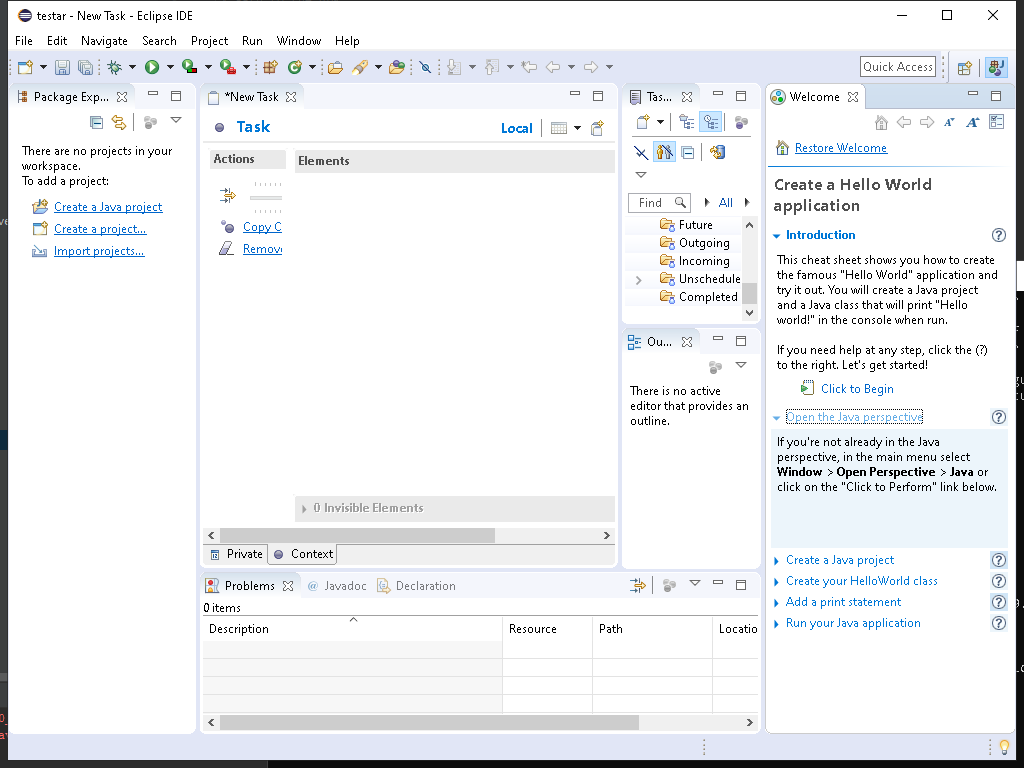 testar - New Task - Eclipse IDE
File Edit Navigate Search Project Run Window Help
Quick Access
Package Exp...
There are no projects in your
workspace.
To add a project:
Create a Java project
Create a project...
Import projects...
*New Task
Task
Local
Actions
Elements
Copy C
Remov
0 Invisible Elements
Private
Context
Tas...
Find
All
Future
Outgoing
Incoming
Unschedule
Completed
Ou...
There is no active
editor that provides an
outline.
Problems
Javadoc
Declaration
0 items
Description Resource Path Locatio
Welcome
Restore Welcome
Create a Hello World
application
Introduction
This cheat sheet shows you how to create
the famous "Hello World" application and
try it out. You will create a Java project
and a Java class that will print "Hello
world!" in the console when run.
If you need help at any step, click the (?)
to the right. Let's get started!
Click to Begin
Open the Java perspective
If you're not already in the Java
perspective, in the main menu select
Window > Open Perspective > Java or
click on the "Click to Perform" link below.
Create a Java project
Create your HelloWorld class
Add a print statement
Run your Java application